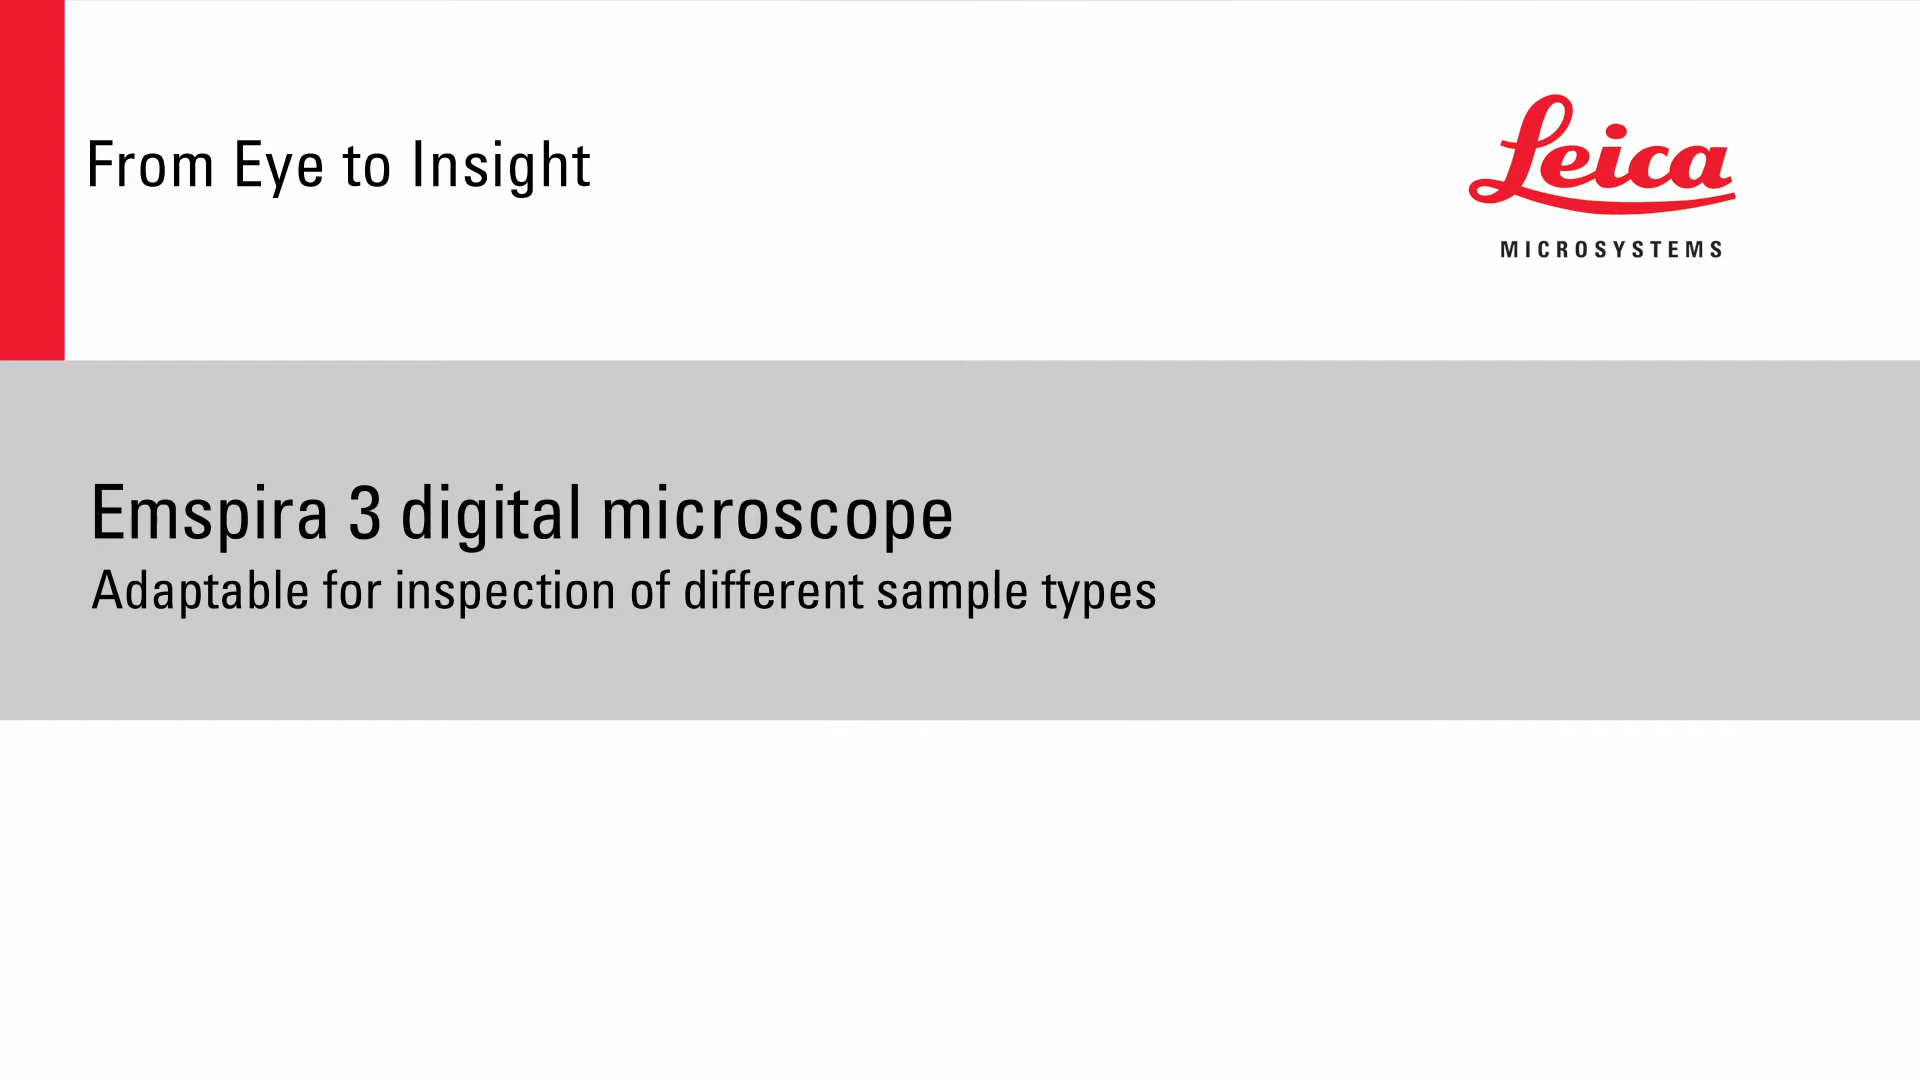 From Eye to Insight
Leica
MICROSYSTEMS
Emspira 3 digital microscope
Adaptable for inspection of different sample types